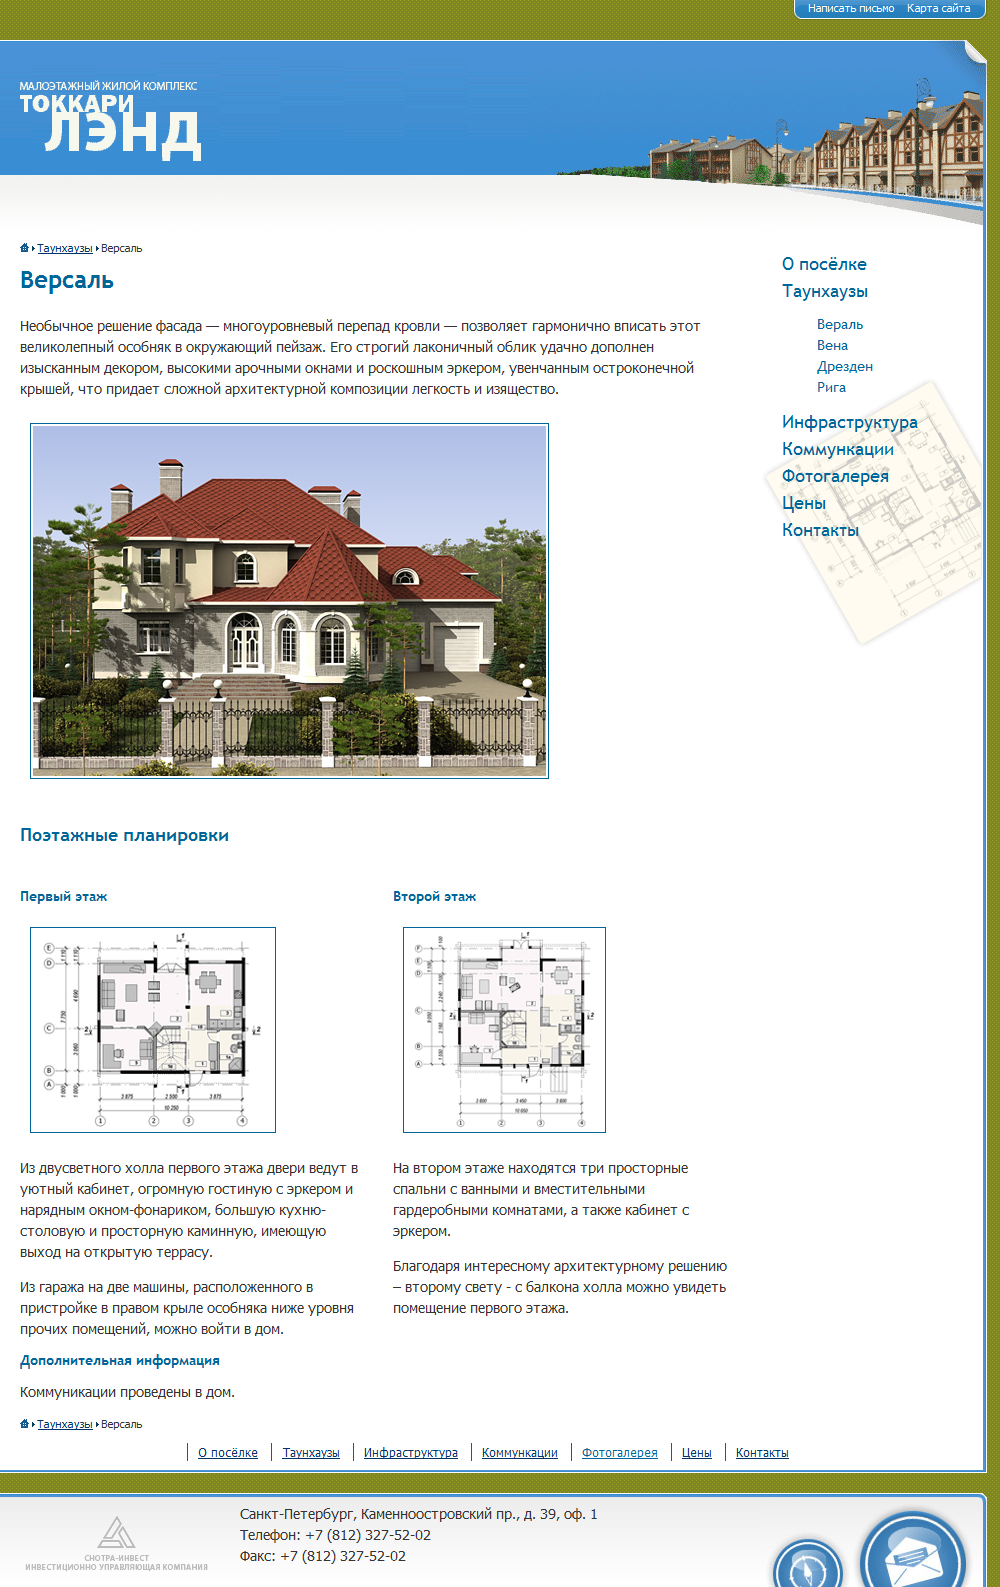 Написать письмо Карта сайта
МАЛОЭТАЖНЫЙ ЖИЛОЙ КОМПЛЕКС
ТОККАРИ
ЛЭНД
Таунхаузы Версаль
Версаль
Необычное решение фасада — многоуровневый перепад кровли — позволяет гармонично вписать этот
великолепный особняк в окружающий пейзаж. Его строгий лаконичный облик удачно дополнен
изысканным декором, высокими арочными окнами и роскошным эркером, увенчанным остроконечной
крышей, что придает сложной архитектурной композиции легкость и изящество.
О посёлке
Таунхаузы
Вераль
Вена
Дрезден
Рига
Инфраструктура
Коммункации
Фотогалерея
Цены
Контакты
Поэтажные планировки
Первый этаж
Из двусветного холла первого этажа двери ведут в
уютный кабинет, огромную гостиную с эркером и
нарядным окном-фонариком, большую кухню-
столовую и просторную каминную, имеющую
выход на открытую террасу.
Из гаража на две машины, расположенного в
пристройке в правом крыле особняка ниже уровня
прочих помещений, можно войти в дом.
Второй этаж
На втором этаже находятся три просторные
спальни с ванными и вместительными
гардеробными комнатами, а также кабинет с
эркером.
Благодаря интересному архитектурному решению
– второму свету - с балкона холла можно увидеть
помещение первого этажа.
Дополнительная информация
Коммуникации проведены в дом.
Таунхаузы Версаль
О посёлке Таунхаузы Инфраструктура Коммункации Фотогалерея Цены Контакты
СНОТРА-ИНВЕСТ
ИНВЕСТИЦИОННО УПРАВЛЯЮЩАЯ КОМПАНИЯ
Санкт-Петербург, Каменноостровский пр., д. 39, оф. 1
Телефон: +7 (812) 327-52-02
Факс: +7 (812) 327-52-02